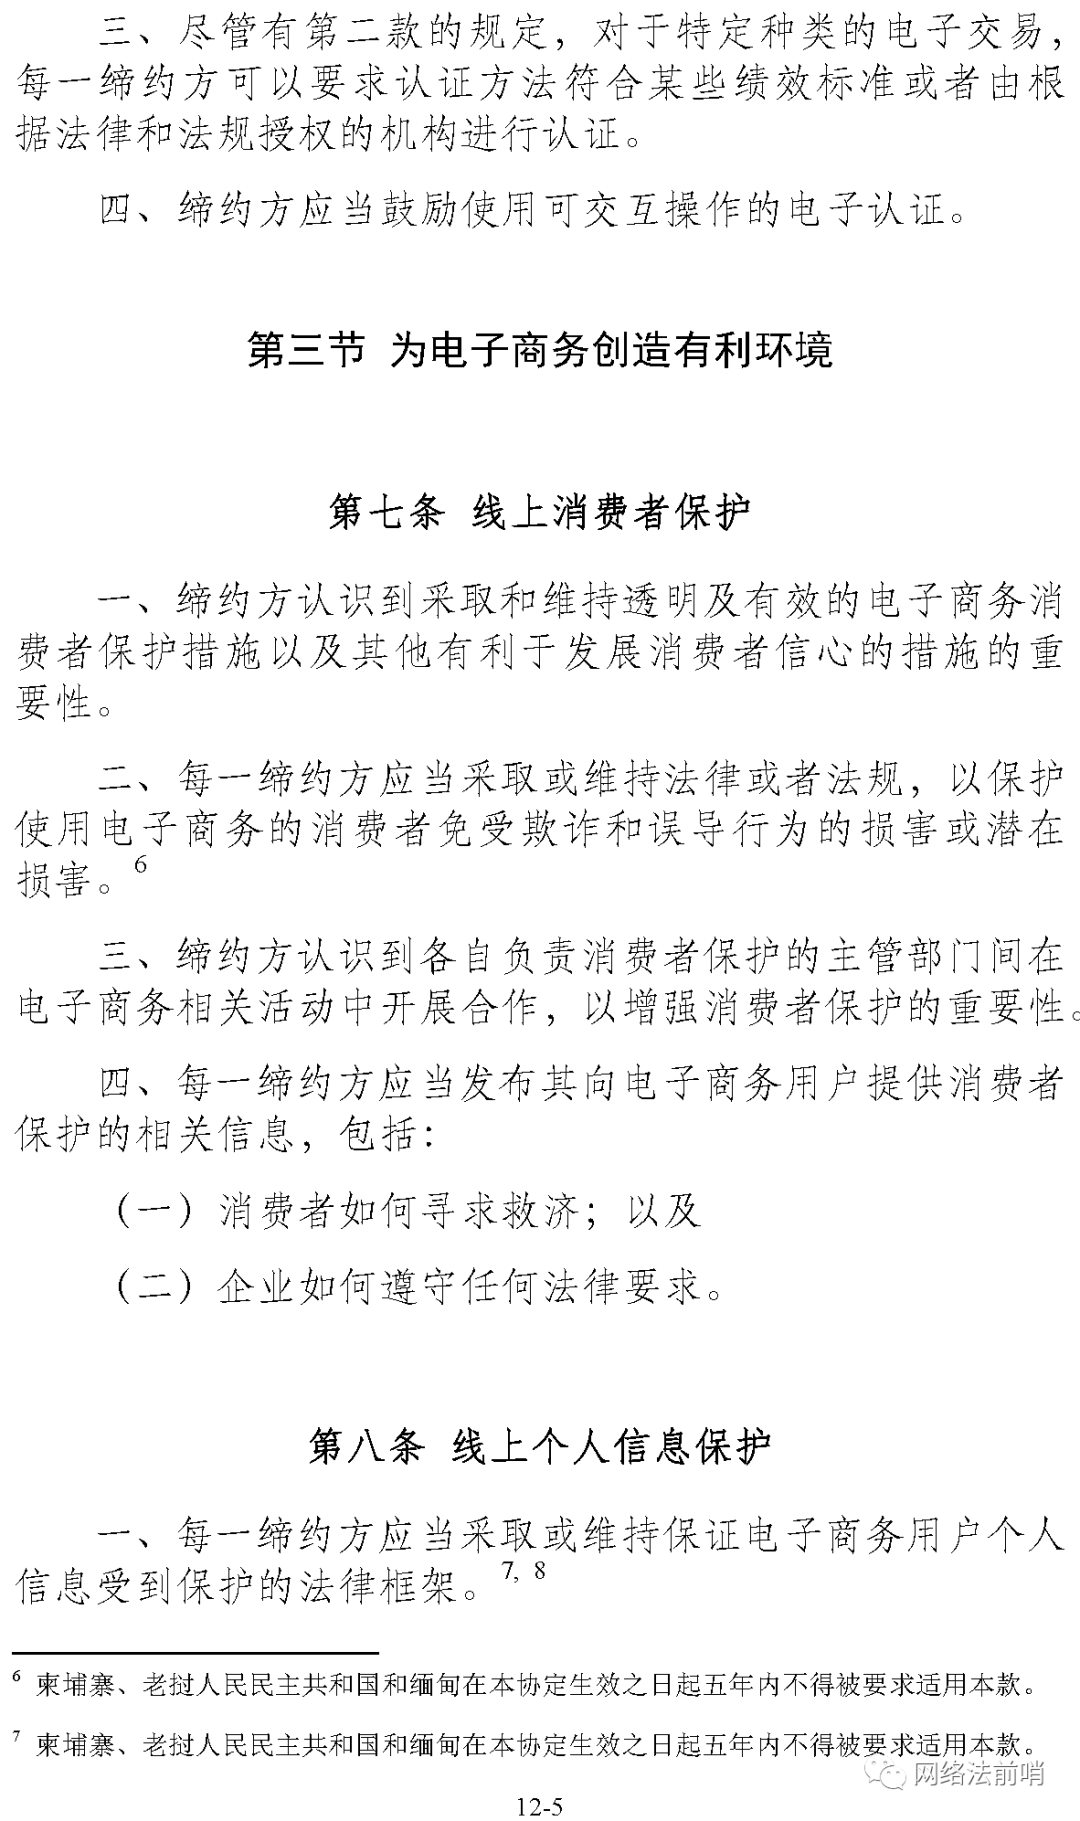 三、尽管有第二款的规定，对于特定种类的电子交易，
每一缔约方可以要求认证方法符合某些绩效标准或者由根
据法律和法规授权的机构进行认证。
四、缔约方应当鼓励使用可交互操作的电子认证。
第三节 为电子商务创造有利环境
第七条 线上消费者保护
一、缔约方认识到采取和维持透明及有效的电子商务消
费者保护措施以及其他有利于发展消费者信心的措施的重
要性。
二、每一缔约方应当采取或维持法律或者法规，以保护
使用电子商务的消费者免受欺诈和误导行为的损害或潜在
损害。6
三、缔约方认识到各自负责消费者保护的主管部门间在
电子商务相关活动中开展合作，以增强消费者保护的重要性。
四、每一缔约方应当发布其向电子商务用户提供消费者
保护的相关信息，包括：
（一）消费者如何寻求救济；以及
（二）企业如何遵守任何法律要求。
第八条 线上个人信息保护
一、每一缔约方应当采取或维持保证电子商务用户个人
信息受到保护的法律框架。7, 8
6 柬埔寨、老挝人民民主共和国和缅甸在本协定生效之日起五年内不得被要求适用本款。
7 柬埔寨、老挝人民民主共和国和缅甸在本协定生效之日起五年内不得被要求适用本款。
网络法前哨
12-5